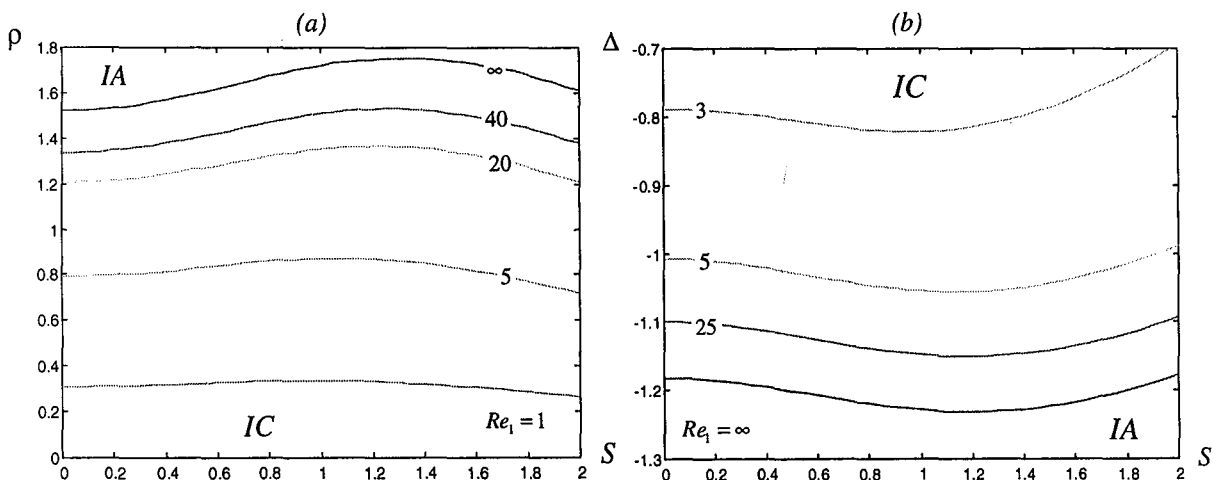 (a)
ρ
1.8
1.6
1.4
1.2
1
0.8
0.6
0.4
0.2
0
IA
∞
40
20
5
IC
Re₁ = 1
0 0.2 0.4 0.6 0.8 1 1.2 1.4 1.6 1.8 2
S
(b)
Δ
-0.7
-0.8
-0.9
-1
-1.1
-1.2
-1.3
IC
3
5
25
Re₁ = ∞
IA
0 0.2 0.4 0.6 0.8 1 1.2 1.4 1.6 1.8 2
S